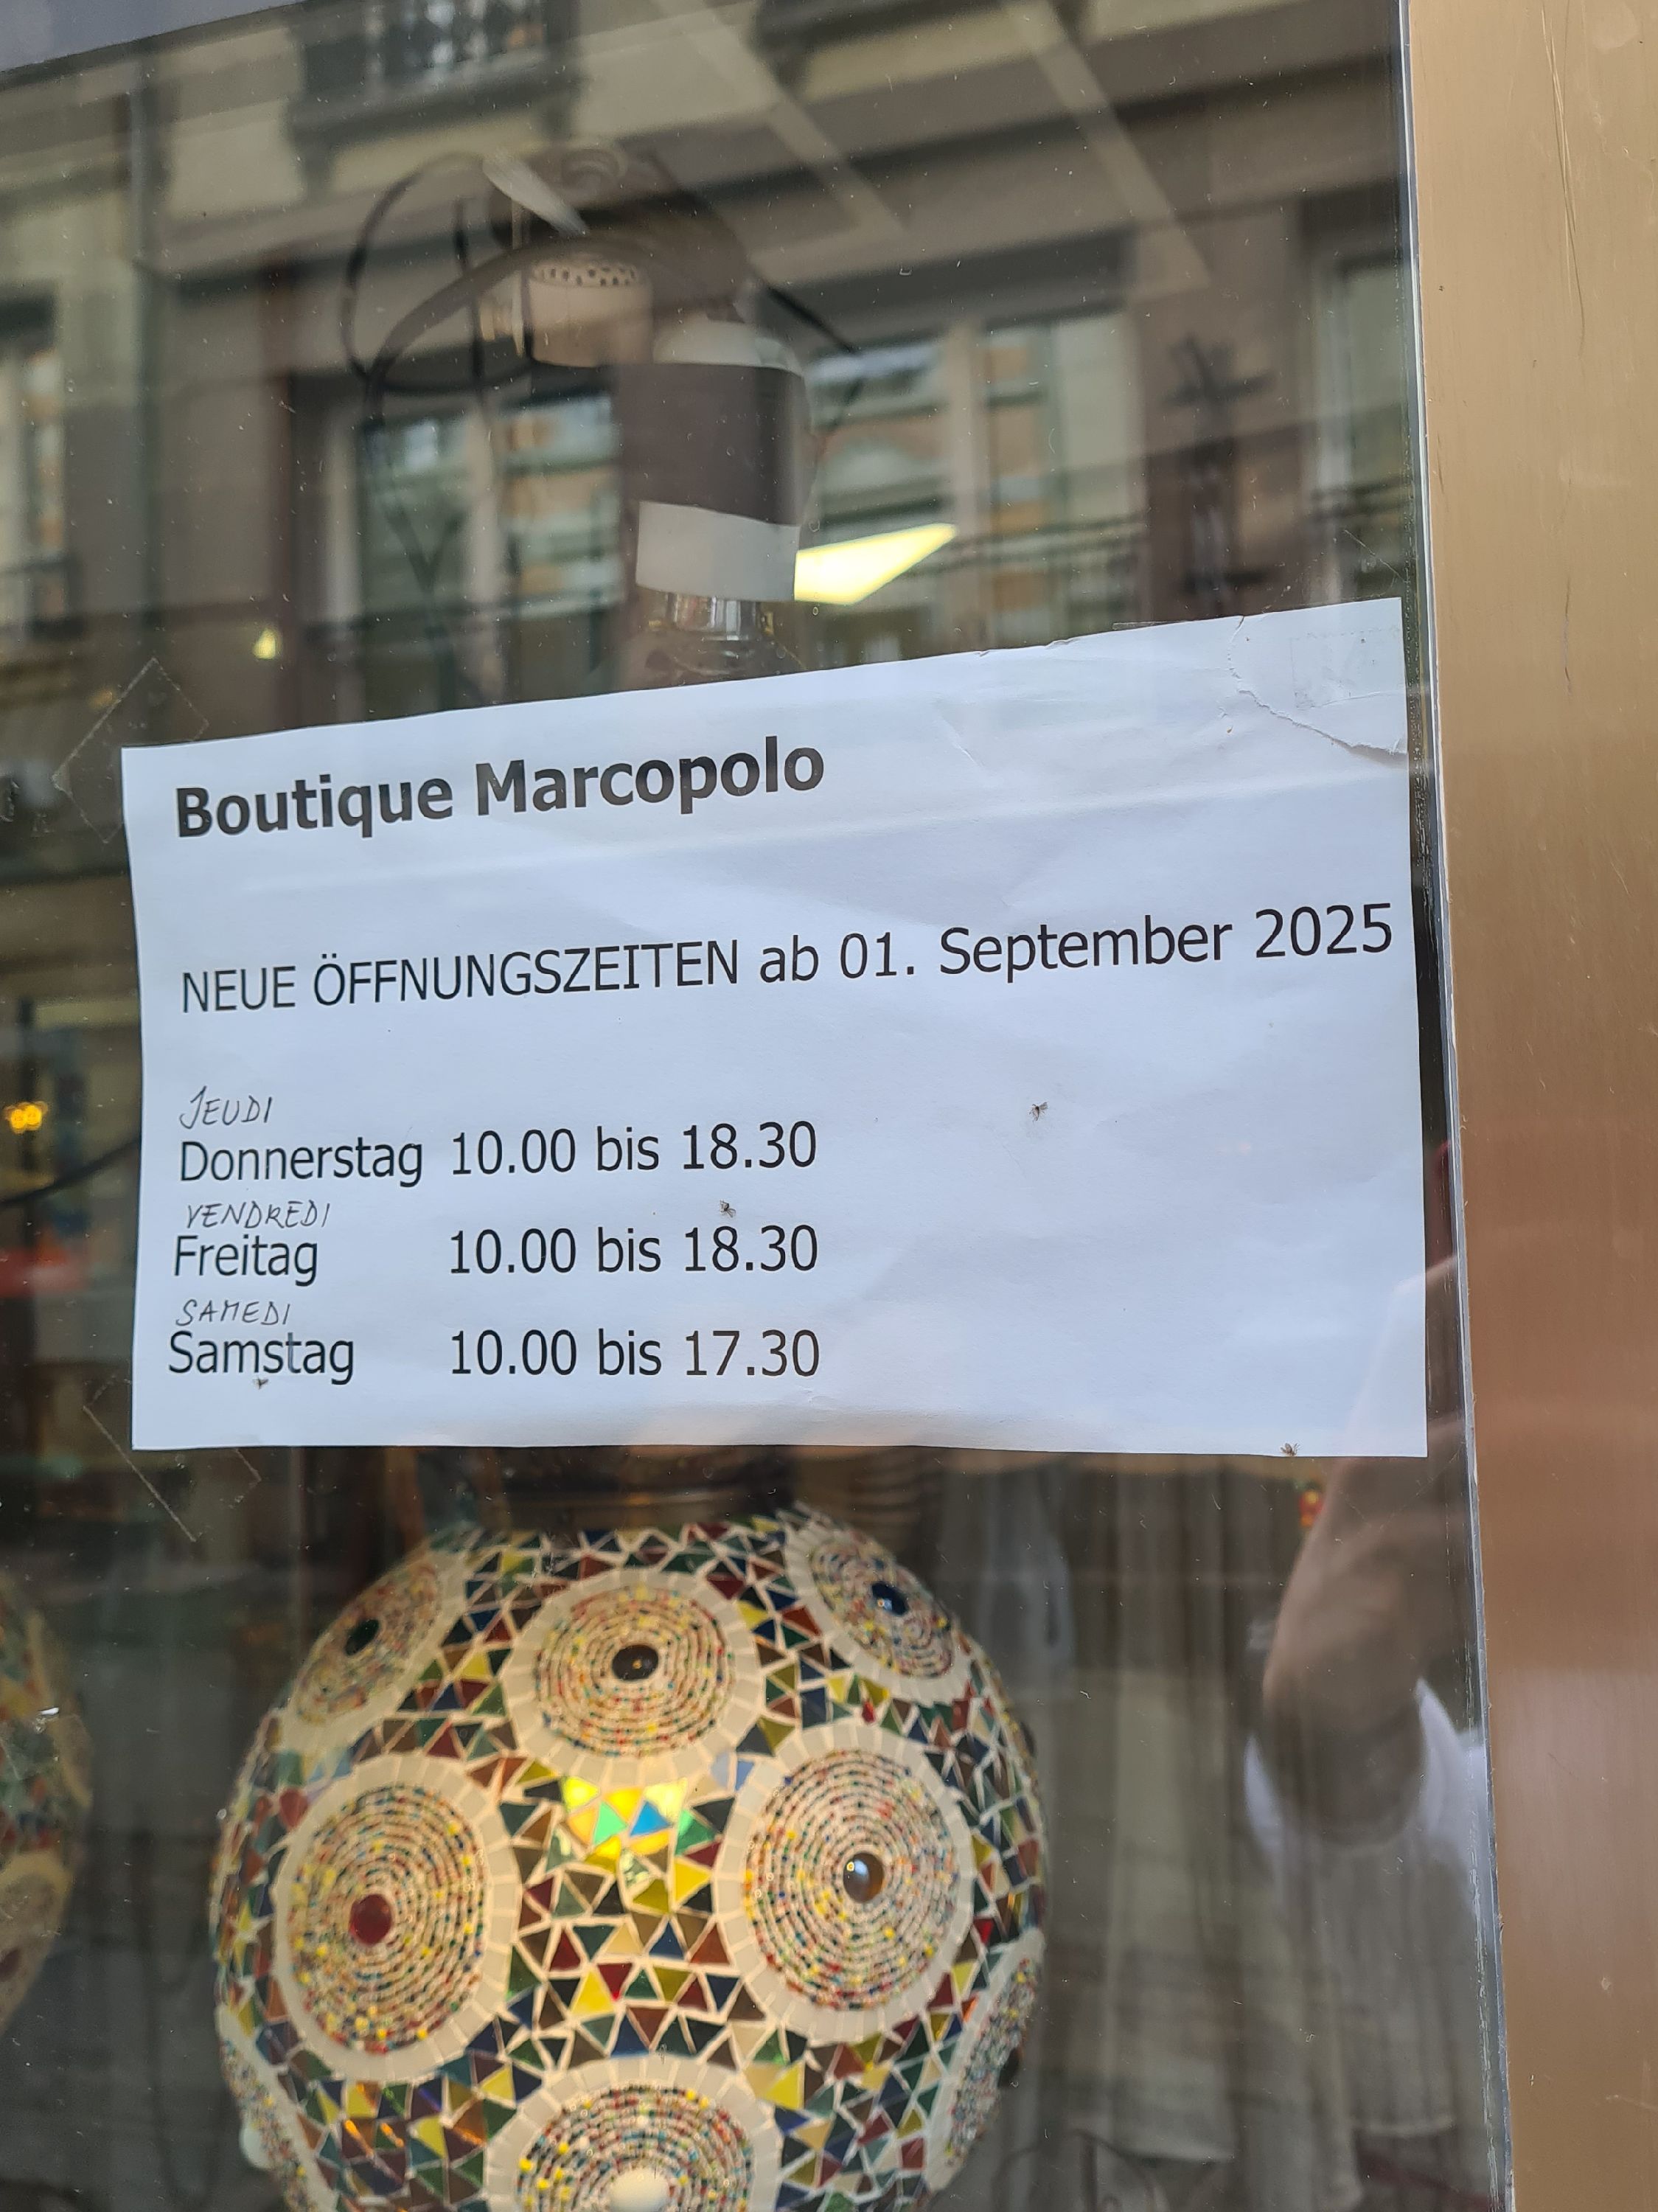 Boutique Marcopolo
NEUE ÖFFNUNGSZEITEN ab 01. September 2025
JEUDI
Donnerstag 10.00 bis 18.30
VENDREDI
Freitag 10.00 bis 18.30
SAMEDI
Samstag 10.00 bis 17.30